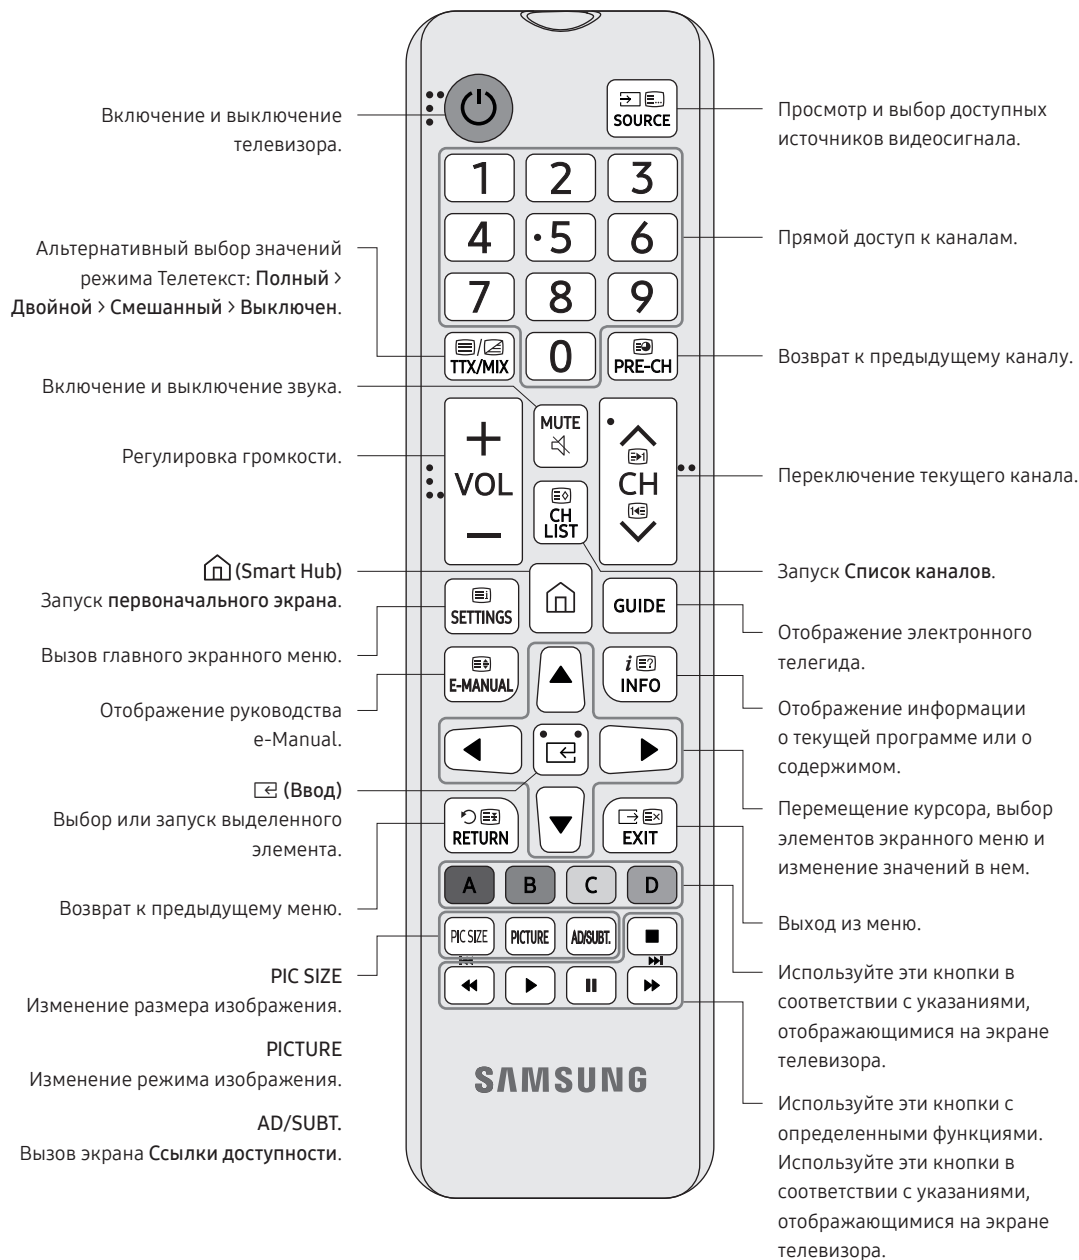 Включение и выключение
телевизора.
Альтернативный выбор значений
режима Телетекст: Полный >
Двойной > Смешанный > Выключен.
Включение и выключение звука.
Регулировка громкости.
(Smart Hub)
Запуск первоначального экрана.
Вызов главного экранного меню.
Отображение руководства
e-Manual.
(Ввод)
Выбор или запуск выделенного
элемента.
Возврат к предыдущему меню.
PIC SIZE
Изменение размера изображения.
PICTURE
Изменение режима изображения.
AD/SUBT.
Вызов экрана Ссылки доступности.
SOURCE
1 2 3
4 5 6
7 8 9
TTX/MIX 0 PRE-CH
MUTE
VOL
CH
CH
LIST
SETTINGS
GUIDE
E-MANUAL
i
INFO
RETURN
EXIT
A B C D
PIC SIZE PICTURE AD/SUBT.
SAMSUNG
Просмотр и выбор доступных
источников видеосигнала.
Прямой доступ к каналам.
Возврат к предыдущему каналу.
Переключение текущего канала.
Запуск Список каналов.
Отображение электронного
телегида.
Отображение информации
о текущей программе или о
содержимом.
Перемещение курсора, выбор
элементов экранного меню и
изменение значений в нем.
Выход из меню.
Используйте эти кнопки в
соответствии с указаниями,
отображающимися на экране
телевизора.
Используйте эти кнопки с
определенными функциями.
Используйте эти кнопки в
соответствии с указаниями,
отображающимися на экране
телевизора.